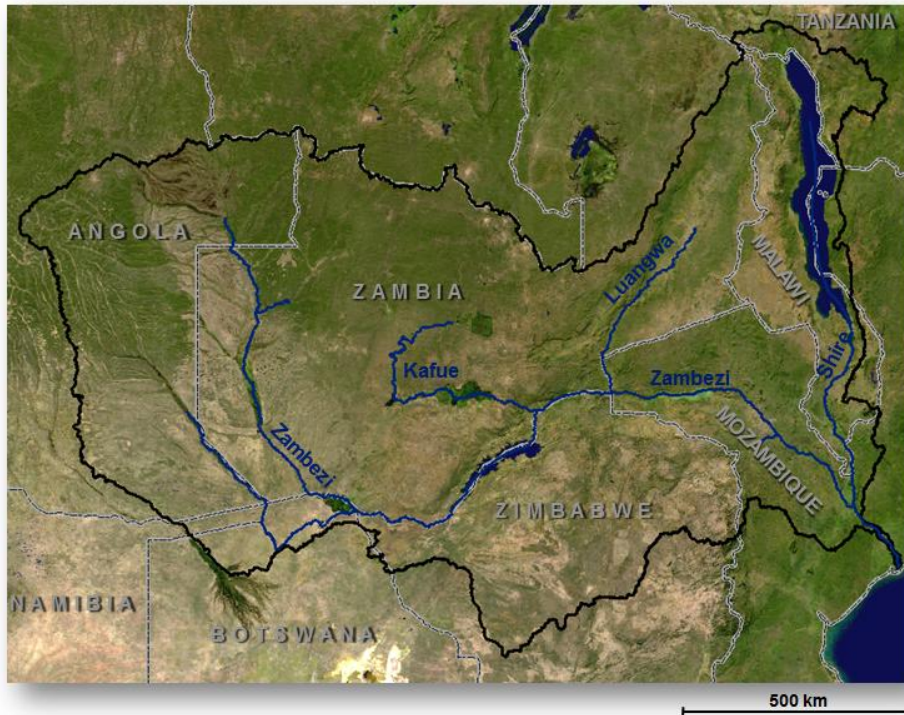 TANZANIA
ANGOLA
ZAMBIA
Luangwa
MALAWI
Shire
Kafue
Zambezi
Zambezi
MOZAMBIQUE
ZIMBABWE
NAMIBIA
BOTSWANA
500 km